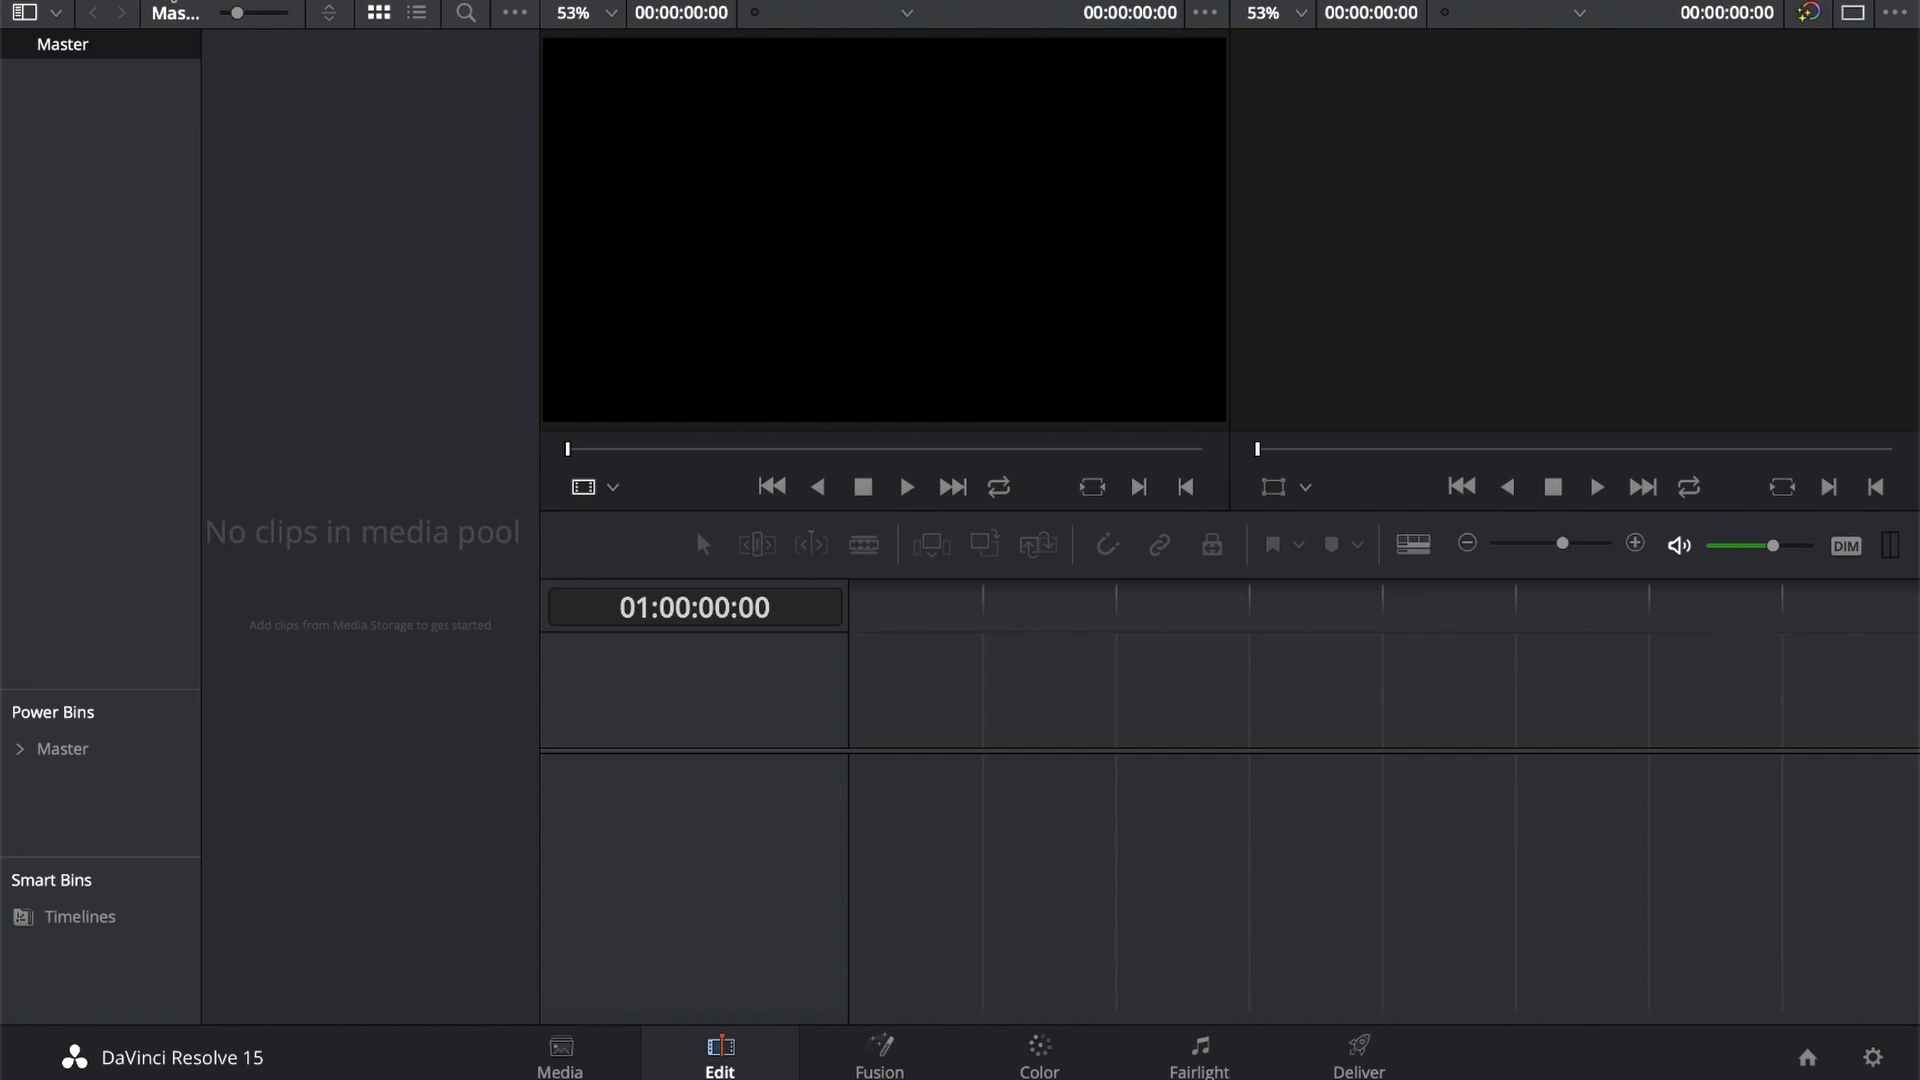 Mas...
53%
00:00:00:00
00:00:00:00
53%
00:00:00:00
00:00:00:00
Master
No clips in media pool
Add clips from Media Storage to get started
DIM
01:00:00:00
Power Bins
Master
Smart Bins
Timelines
DaVinci Resolve 15
Media
Edit
Fusion
Color
Fairlight
Deliver